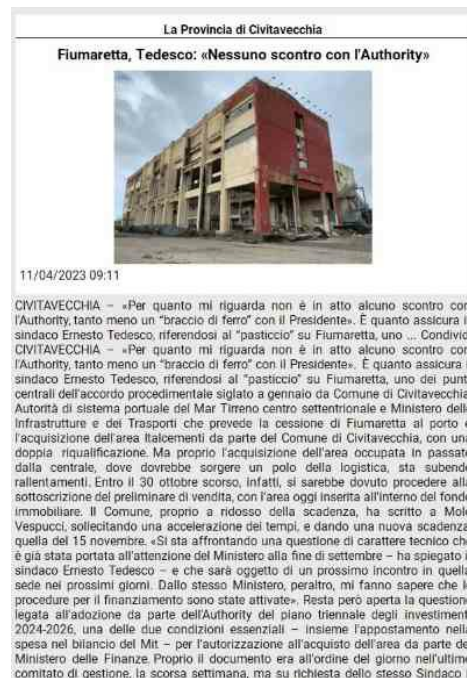 La Provincia di Civitavecchia
Fiumaretta, Tedesco: «Nessuno scontro con l'Authority»
11/04/2023 09:11
CIVITAVECCHIA – «Per quanto mi riguarda non è in atto alcuno scontro con
l'Authority, tanto meno un "braccio di ferro" con il Presidente». È quanto assicura i
sindaco Ernesto Tedesco, riferendosi al "pasticcio" su Fiumaretta, uno ... Condivid
CIVITAVECCHIA – «Per quanto mi riguarda non è in atto alcuno scontro con
l'Authority, tanto meno un "braccio di ferro" con il Presidente». È quanto assicura i
sindaco Ernesto Tedesco, riferendosi al "pasticcio" su Fiumaretta, uno dei punt
centrali dell'accordo procedimentale siglato a gennaio da Comune di Civitavecchia
Autorità di sistema portuale del Mar Tirreno centro settentrionale e Ministero dell
Infrastrutture e dei Trasporti che prevede la cessione di Fiumaretta al porto e
l'acquisizione dell'area Italcementi da parte del Comune di Civitavecchia, con una
doppia riqualificazione. Ma proprio l'acquisizione dell'area occupata in passato
dalla centrale, dove dovrebbe sorgere un polo della logistica, sta subendo
rallentamenti. Entro il 30 ottobre scorso, infatti, si sarebbe dovuto procedere alla
sottoscrizione del preliminare di vendita, con l'area oggi inserita all'interno del fondo
immobiliare. Il Comune, proprio a ridosso della scadenza, ha scritto a Molo
Vespucci, sollecitando una accelerazione dei tempi, e dando una nuova scadenza
quella del 15 novembre. «Si sta affrontando una questione di carattere tecnico che
è già stata portata all'attenzione del Ministero alla fine di settembre – ha spiegato i
sindaco Ernesto Tedesco – e che sarà oggetto di un prossimo incontro in quella
sede nei prossimi giorni. Dallo stesso Ministero, peraltro, mi fanno sapere che le
procedure per il finanziamento sono state attivate». Resta però aperta la questione
legata all'adozione da parte dell'Authority del piano triennale degli investiment
2024-2026, una delle due condizioni essenziali – insieme l'appostamento nella
spesa nel bilancio del Mit – per l'autorizzazione all'acquisto dell'area da parte de
Ministero delle Finanze. Proprio il documento era all'ordine del giorno nell'ultimo
comitato di gestione, la scorsa settimana, ma su richiesta dello stesso Sindaco